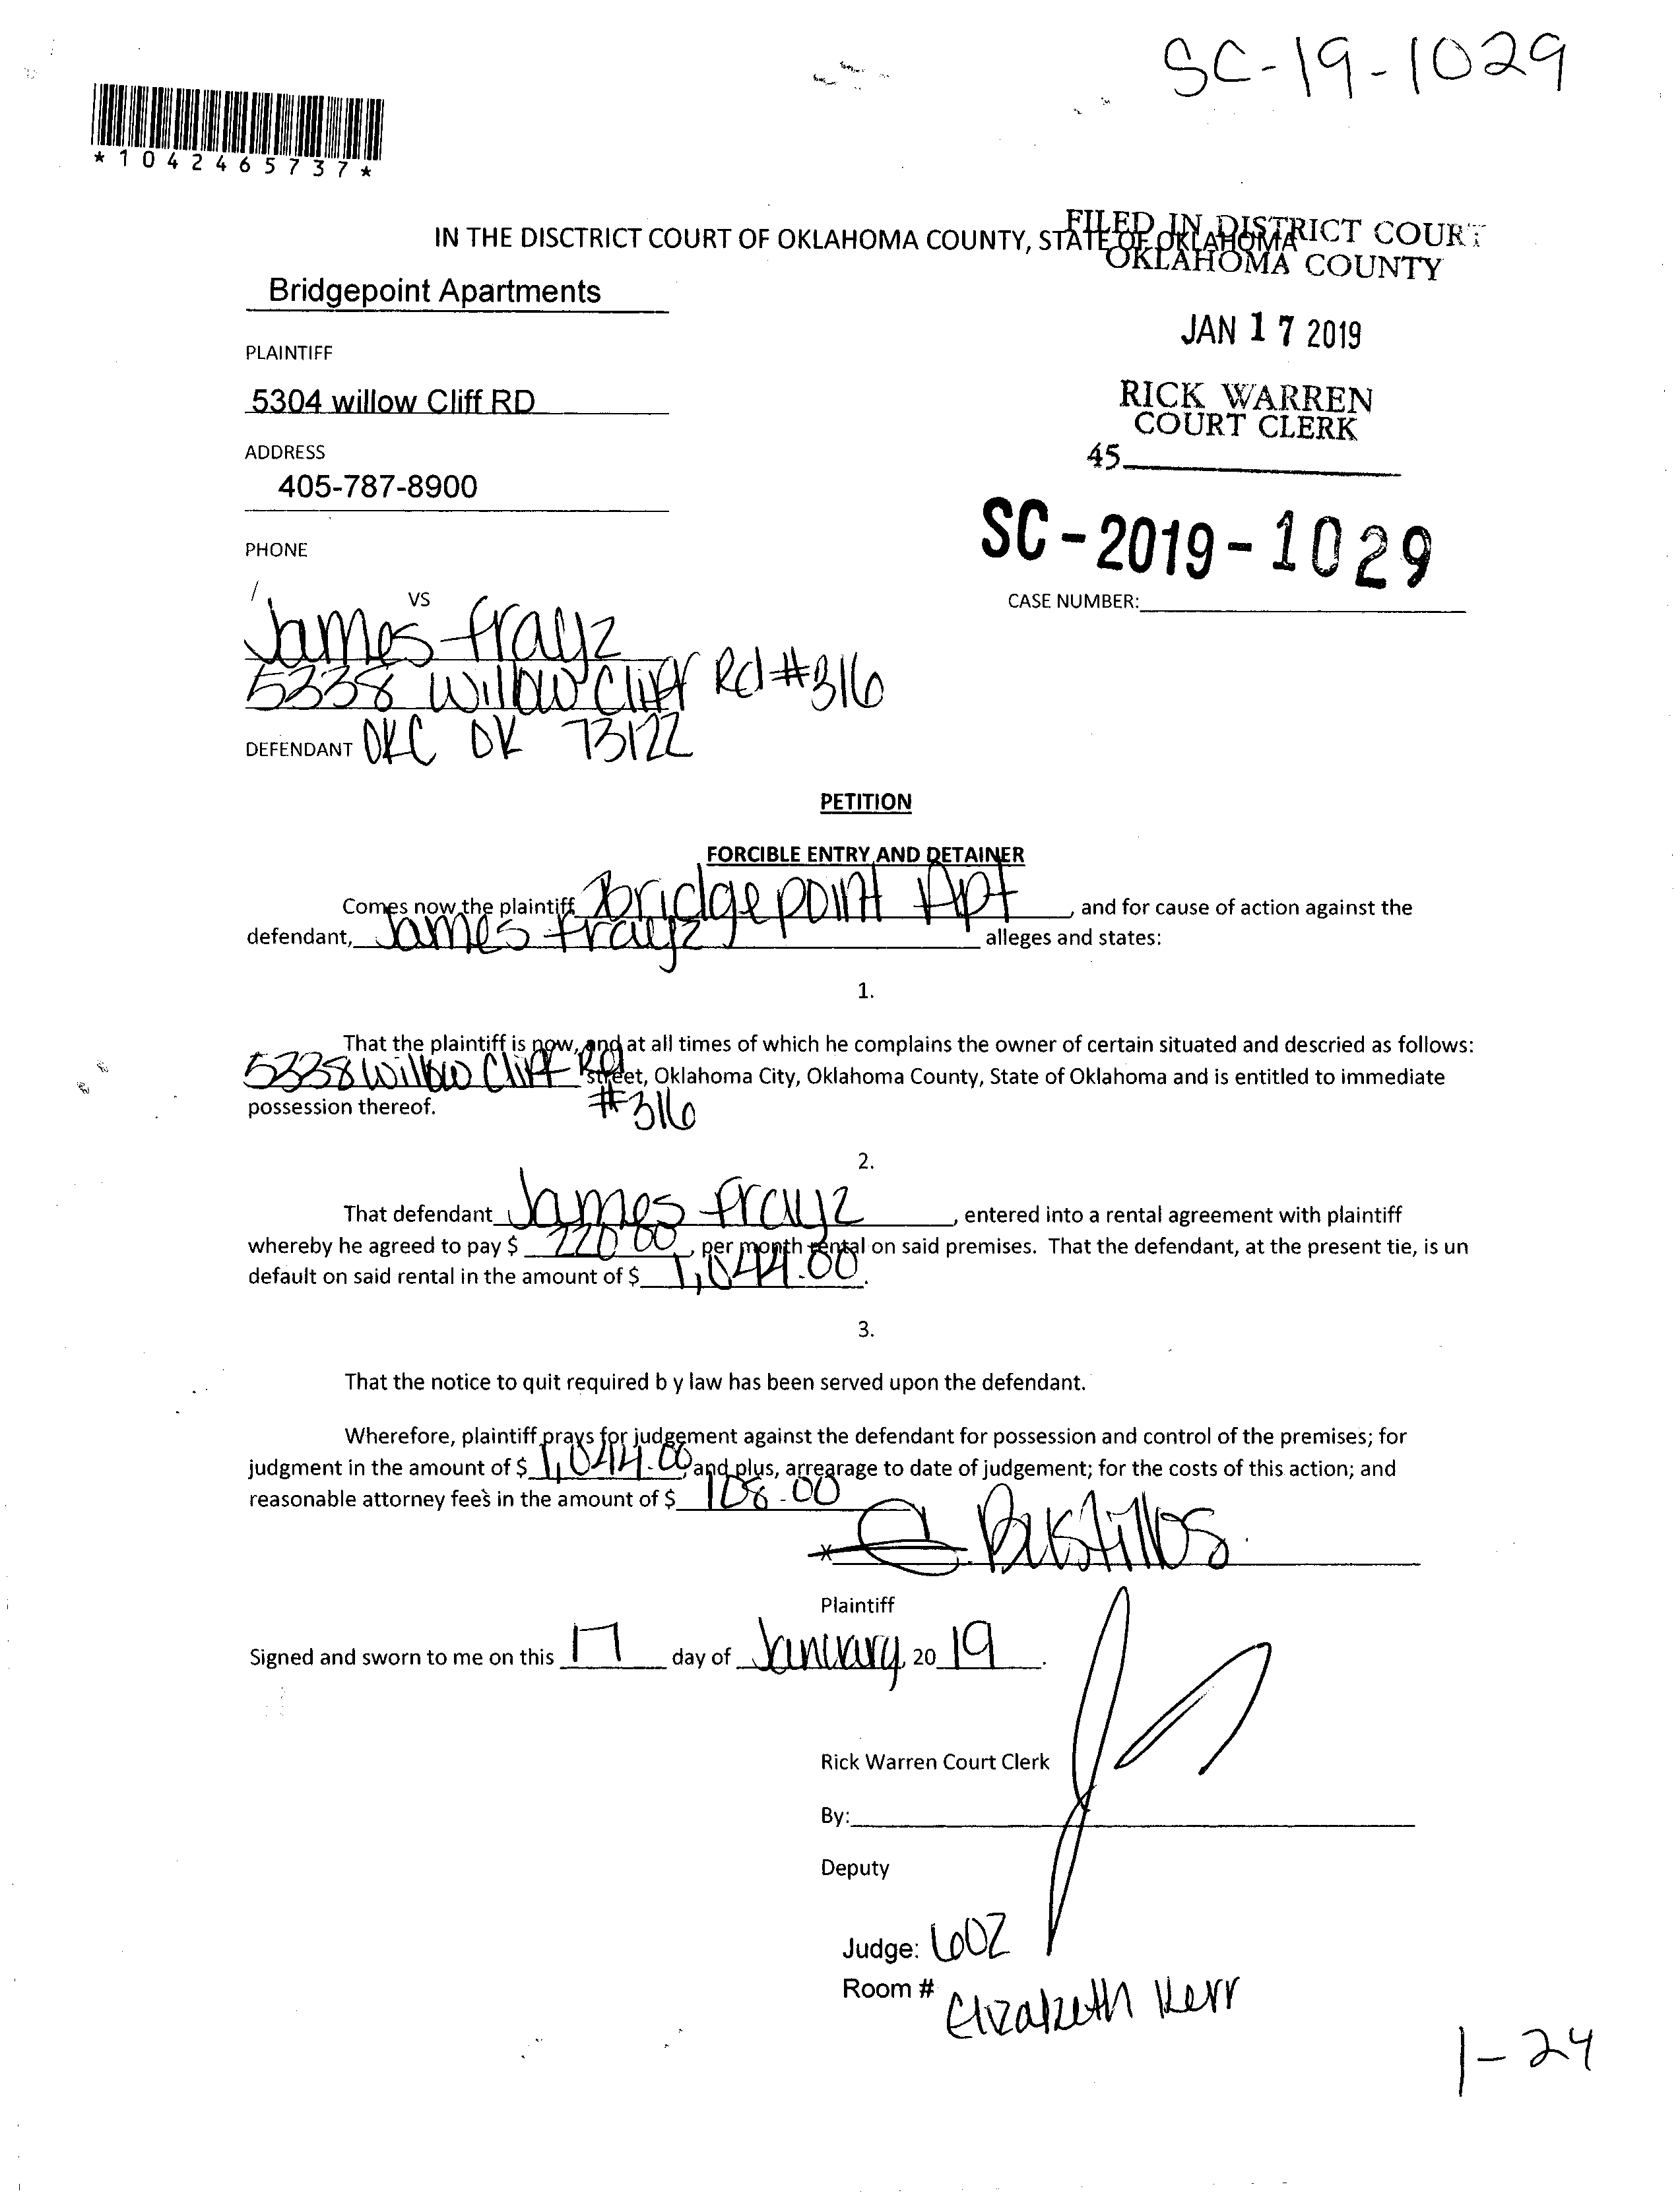 SC-19-1029
*1042465737*
IN THE DISCTRICT COURT OF OKLAHOMA COUNTY, STATE OF OKLAHOMA
FILED IN DISTRICT COURT
OKLAHOMA COUNTY
Bridgepoint Apartments
JAN 17 2019
PLAINTIFF
5304 willow Cliff RD
RICK WARREN
COURT CLERK
ADDRESS
45
405-787-8900
PHONE
SC-2019-1029
VS
CASE NUMBER:
James Frayz
5338 Willow Cliff Rd #316
DEFENDANT OKC OK 73122
PETITION
FORCIBLE ENTRY AND DETAINER
Comes now the plaintiff Bridgepoint Apt, and for cause of action against the
defendant, James Frayz alleges and states:
1.
That the plaintiff is now, and at all times of which he complains the owner of certain situated and descried as follows:
5338 Willow Cliff Rd street, Oklahoma City, Oklahoma County, State of Oklahoma and is entitled to immediate
possession thereof. #316
2.
That defendant James Frayz, entered into a rental agreement with plaintiff
whereby he agreed to pay $ 220.00, per month rental on said premises. That the defendant, at the present tie, is un
default on said rental in the amount of $ 1,044.00.
3.
That the notice to quit required b y law has been served upon the defendant.
Wherefore, plaintiff prays for judgement against the defendant for possession and control of the premises; for
judgment in the amount of $ 1,044.00, and plus, arrearage to date of judgement; for the costs of this action; and
reasonable attorney fee's in the amount of $ 108.00
x Bustillos
Plaintiff
Signed and sworn to me on this 17 day of January, 20 19.
Rick Warren Court Clerk
By:
Deputy
Judge: 602
Room # Elizabeth Kerr
1-24